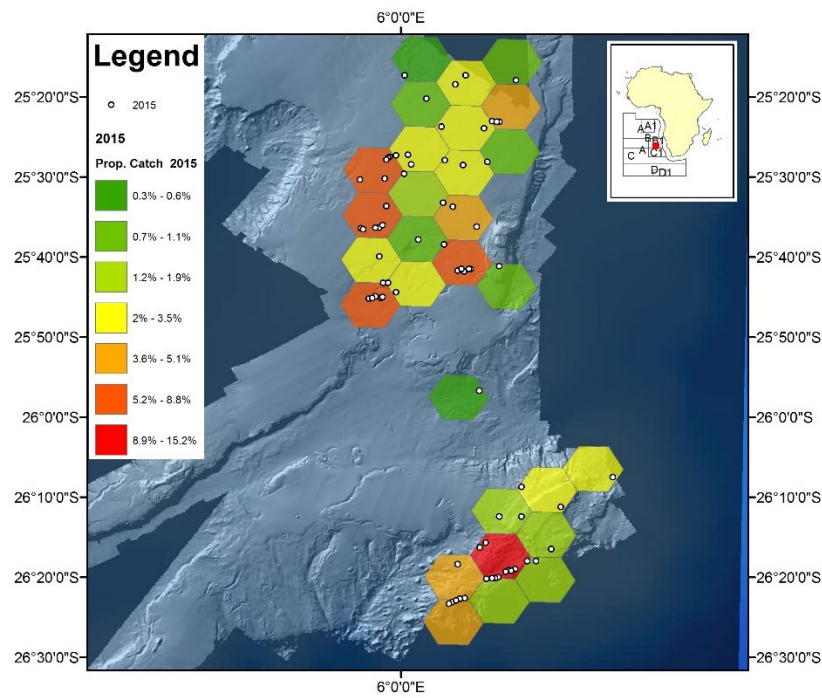 6°0'0"E
Legend
2015
2015
Prop. Catch 2015
0.3% - 0.6%
0.7% - 1.1%
1.2% - 1.9%
2% - 3.5%
3.6% - 5.1%
5.2% - 8.8%
8.9% - 15.2%
25°20'0"S
25°30'0"S
25°40'0"S
25°50'0"S
26°0'0"S
26°10'0"S
26°20'0"S
26°30'0"S
A
A1
B
B1
A
C
C1
D
D1
25°20'0"S
25°30'0"S
25°40'0"S
25°50'0"S
26°0'0"S
26°10'0"S
26°20'0"S
26°30'0"S
6°0'0"E